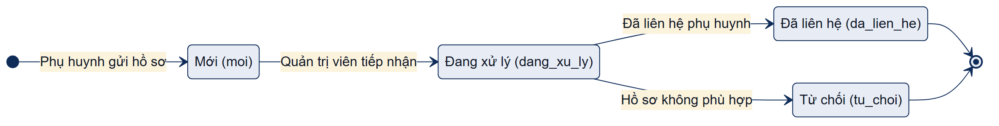 Phụ huynh gửi hồ sơ
Mới (moi)
Quản trị viên tiếp nhận
Đang xử lý (dang_xu_ly)
Đã liên hệ phụ huynh
Đã liên hệ (da_lien_he)
Hồ sơ không phù hợp
Từ chối (tu_choi)